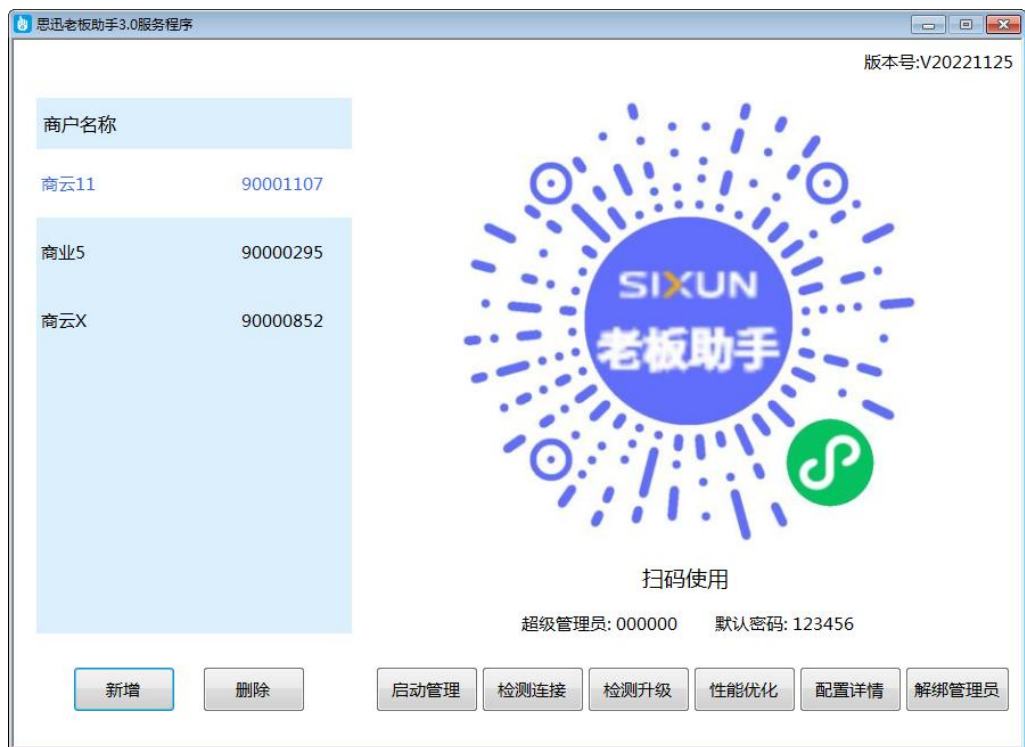 思迅老板助手3.0服务程序
版本号:V20221125
商户名称
商云11 90001107
商业5 90000295
商云X 90000852
SIXUN
老板助手
扫码使用
超级管理员: 000000 默认密码: 123456
新增 删除 启动管理 检测连接 检测升级 性能优化 配置详情 解绑管理员